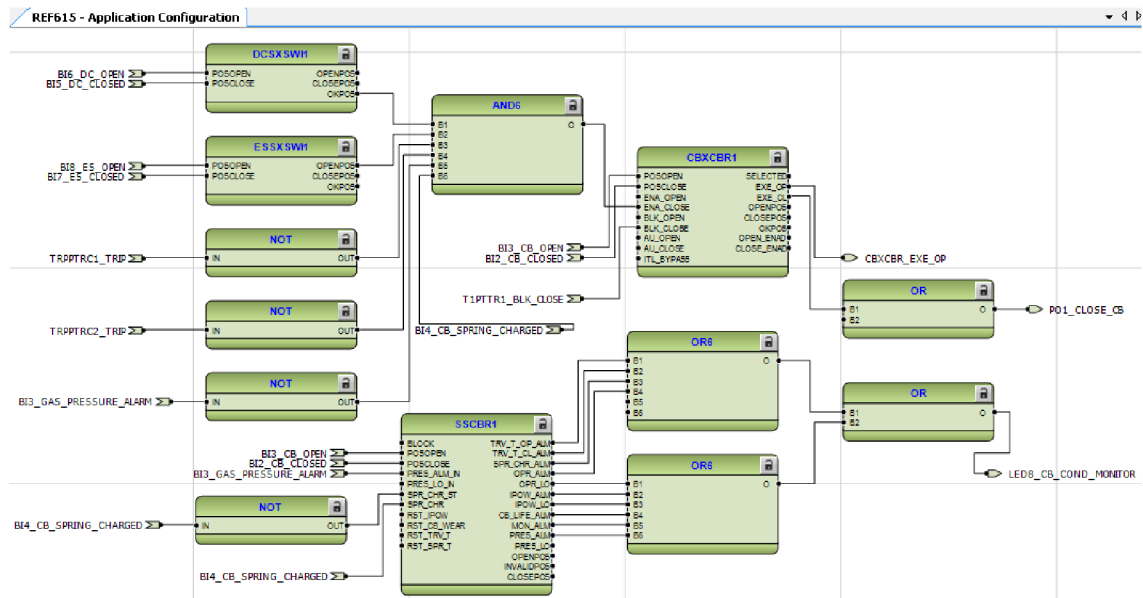 REF615 - Application Configuration
DCSXSWI1
BI6_DC_OPEN
BI5_DC_CLOSED
POSOPEN
POSCLOSE
OPENPOS
CLOSEPOS
OKPOS
ESSXSWI1
BI8_ES_OPEN
BI7_ES_CLOSED
POSOPEN
POSCLOSE
OPENPOS
CLOSEPOS
OKPOS
AND6
B1
B2
B3
B4
B5
B6
O
NOT
TRPPTRC1_TRIP
IN
OUT
NOT
TRPPTRC2_TRIP
IN
OUT
NOT
BI3_GAS_PRESSURE_ALARM
IN
OUT
CBXCBR1
POSOPEN
POSCLOSE
ENA_OPEN
ENA_CLOSE
BLK_OPEN
BLK_CLOSE
AU_OPEN
AU_CLOSE
ITL_BYPASS
SELECTED
EXE_OP
EXE_CL
OPENPOS
CLOSEPOS
OKPOS
OPEN_ENAD
CLOSE_ENAD
BI3_CB_OPEN
BI2_CB_CLOSED
T1PTTR1_BLK_CLOSE
BI4_CB_SPRING_CHARGED
CBXCBR_EXE_OP
OR
B1
B2
O
PO1_CLOSE_CB
OR6
B1
B2
B3
B4
B5
B6
O
OR
B1
B2
O
LED8_CB_COND_MONITOR
SSCBR1
BI3_CB_OPEN
BI2_CB_CLOSED
BI3_GAS_PRESSURE_ALARM
BLOCK
POSOPEN
POSCLOSE
PRES_ALM_IN
PRES_LO_IN
SPR_CHR_ST
SPR_CHR
RST_IPOW
RST_CB_WEAR
RST_TRV_T
RST_SPR_T
TRV_T_OP_ALM
TRV_T_CL_ALM
SPR_CHR_ALM
OPR_ALM
OPR_LO
IPOW_ALM
IPOW_LO
CB_LIFE_ALM
MON_ALM
PRES_ALM
PRES_LO
OPENPOS
INVALIDPOS
CLOSEPOS
OR6
B1
B2
B3
B4
B5
B6
O
NOT
BI4_CB_SPRING_CHARGED
IN
OUT
BI4_CB_SPRING_CHARGED